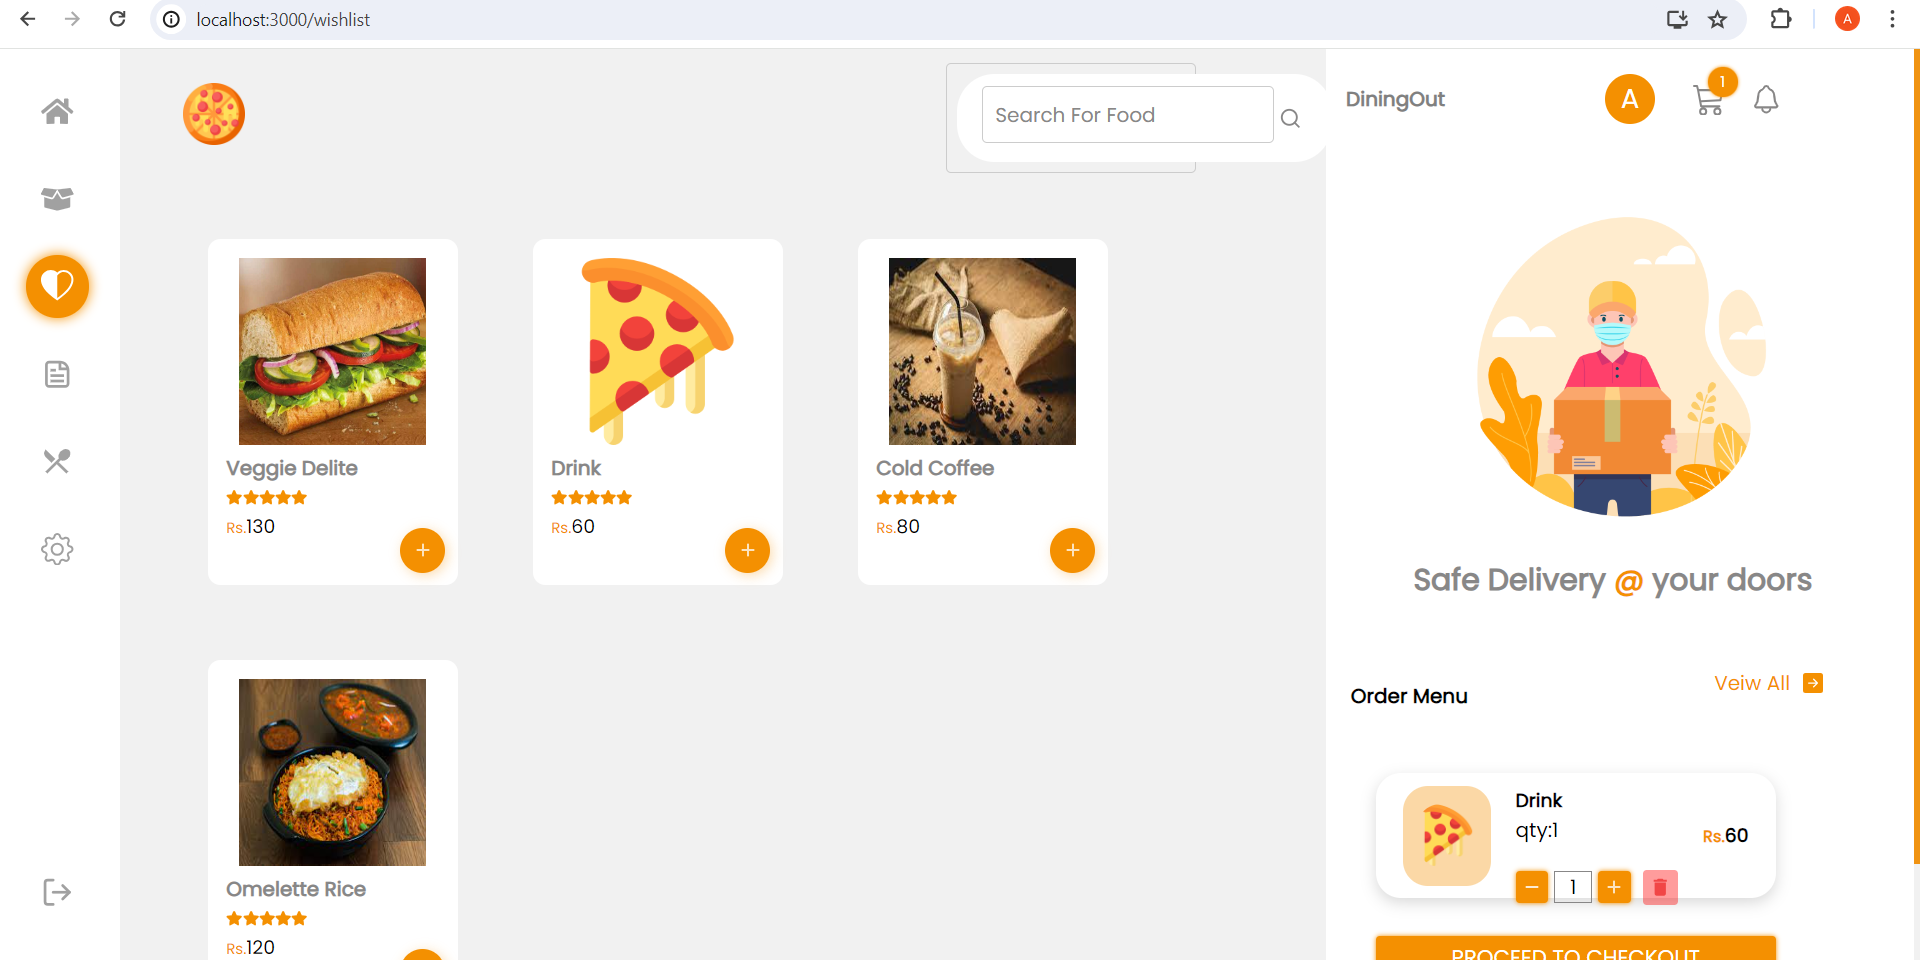 localhost:3000/wishlist
A
Search For Food
DiningOut
A
1
Veggie Delite
Rs.130
Drink
Rs.60
Cold Coffee
Rs.80
Safe Delivery @ your doors
Order Menu
Veiw All
Drink
qty:1
Rs.60
1
Omelette Rice
Rs.120
PROCEED TO CHECKOUT